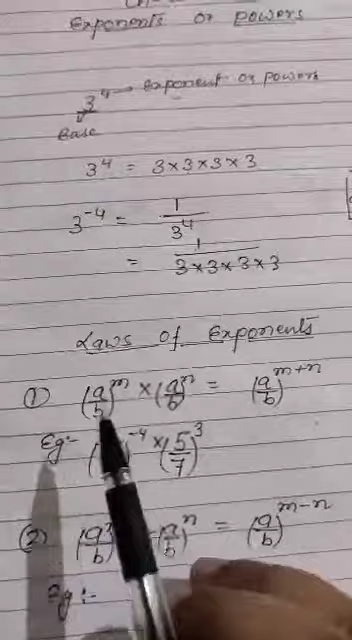 Exponents or powers
3⁴ → exponent or powers
Base
3⁴ = 3×3×3×3
3⁻⁴ = 1/3⁴
= 1/3×3×3×3
Laws of Exponents
① (a/b)^m × (a/b)^n = (a/b)^m+n
Eg:- ⁻⁴ × (5/7)³
(2) (a/b) (a/b)^n = (a/b)^m-n
Eg:-